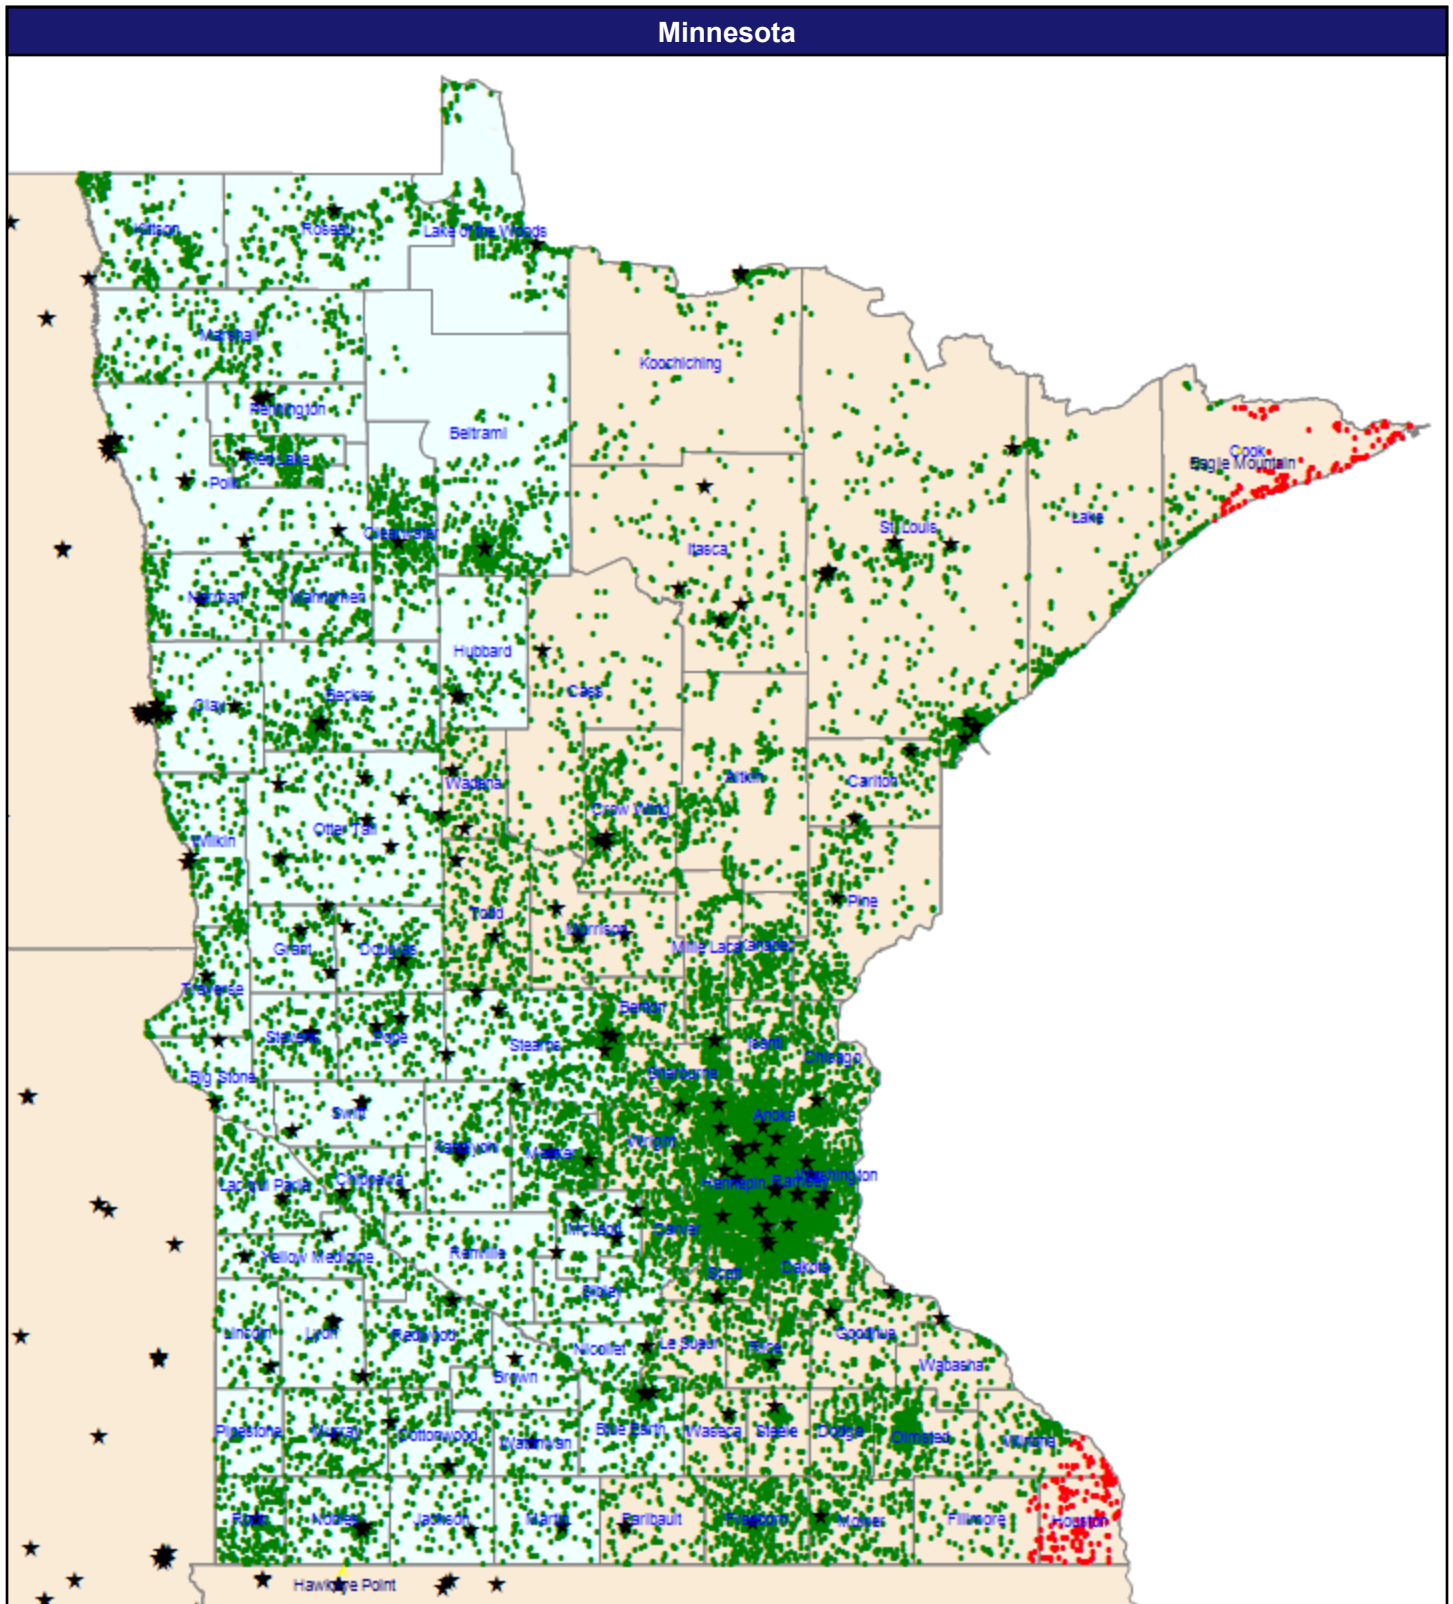 Minnesota
Kittson
Roseau
Lake of the Woods
Marshall
Koochiching
Pennington
Beltrami
Cook
Red Lake
Eagle Mountain
Polk
Lake
Clearwater
St. Louis
Itasca
Norman
Mahnomen
Hubbard
Cass
Becker
Clay
Aitkin
Wadena
Carlton
Crow Wing
Otter Tail
Wilkin
Pine
Todd
Morrison
Grant
Douglas
Mille Lacs
Kanabec
Traverse
Benton
Stevens
Pope
Stearns
Isanti
Chisago
Big Stone
Sherburne
Swift
Anoka
Wright
Kandiyohi
Meeker
Lac qui Parle
Chippewa
Hennepin
Ramsey
Washington
McLeod
Carver
Yellow Medicine
Renville
Scott
Dakota
Sibley
Lincoln
Lyon
Redwood
Nicollet
Le Sueur
Rice
Goodhue
Wabasha
Brown
Pipestone
Murray
Cottonwood
Watonwan
Blue Earth
Waseca
Steele
Dodge
Olmsted
Winona
Rock
Nobles
Jackson
Martin
Faribault
Freeborn
Mower
Fillmore
Houston
Hawkeye Point